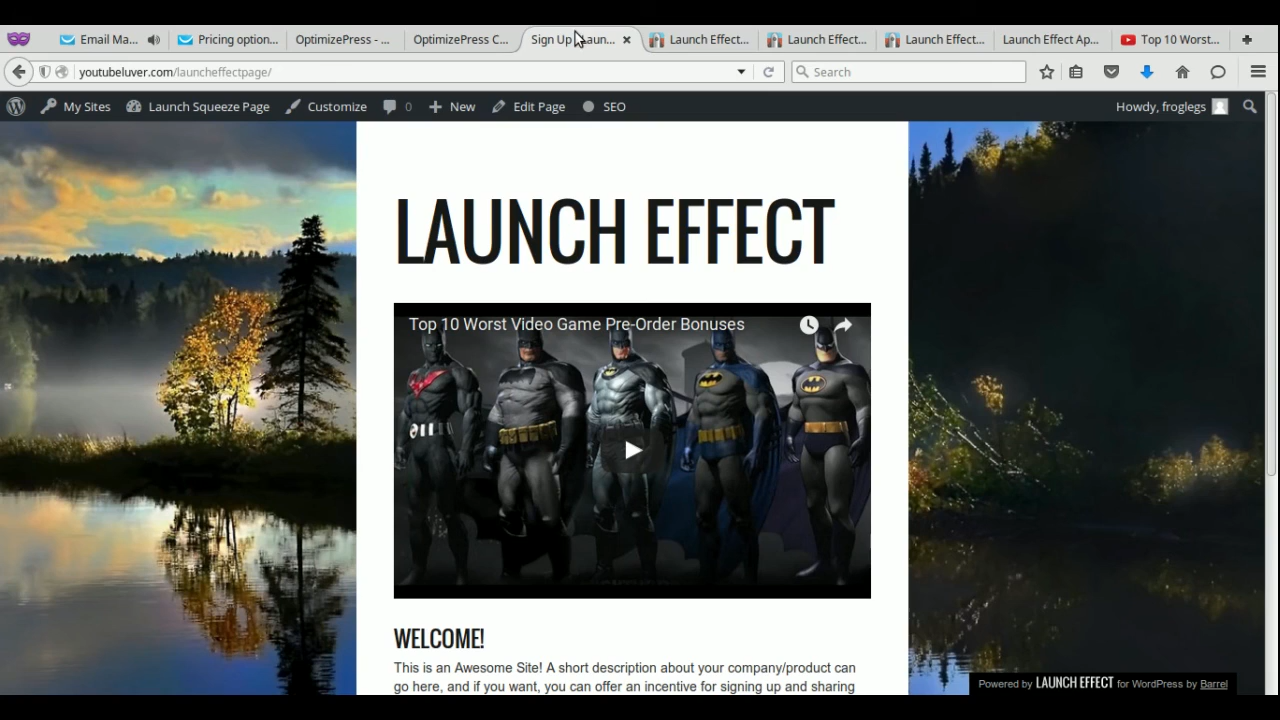 Email Ma...
Pricing option...
OptimizePress - ...
OptimizePress C...
Sign Up Laun...
Launch Effect...
Launch Effect...
Launch Effect...
Launch Effect Ap...
Top 10 Worst...
youtubeluver.com/launcheffectpage/
Search
My Sites
Launch Squeeze Page
Customize
0
New
Edit Page
SEO
Howdy, froglegs
LAUNCH EFFECT
Top 10 Worst Video Game Pre-Order Bonuses
WELCOME!
This is an Awesome Site! A short description about your company/product can
go here, and if you want, you can offer an incentive for signing up and sharing
Powered by LAUNCH EFFECT for WordPress by Barrel